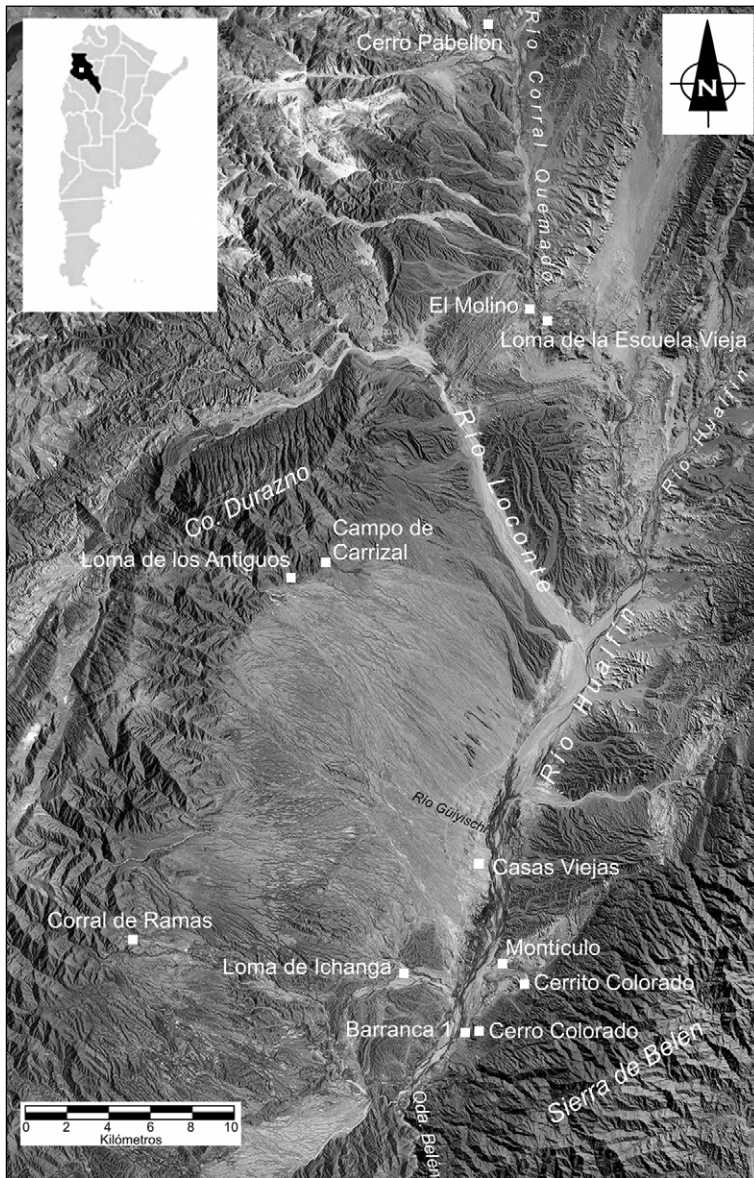 Cerro Pabellón
N
Río Corral Quemado
El Molino
Loma de la Escuela Vieja
Río Hualfín
Río Loconte
Co. Durazno
Campo de
Carrizal
Loma de los Antiguos
Río Hualfín
Río Güiyischi
Casas Viejas
Corral de Ramas
Montículo
Loma de Ichanga
Cerrito Colorado
Barranca 1
Cerro Colorado
Sierra de Belén
Qda Belén
0 2 4 6 8 10
Kilómetros